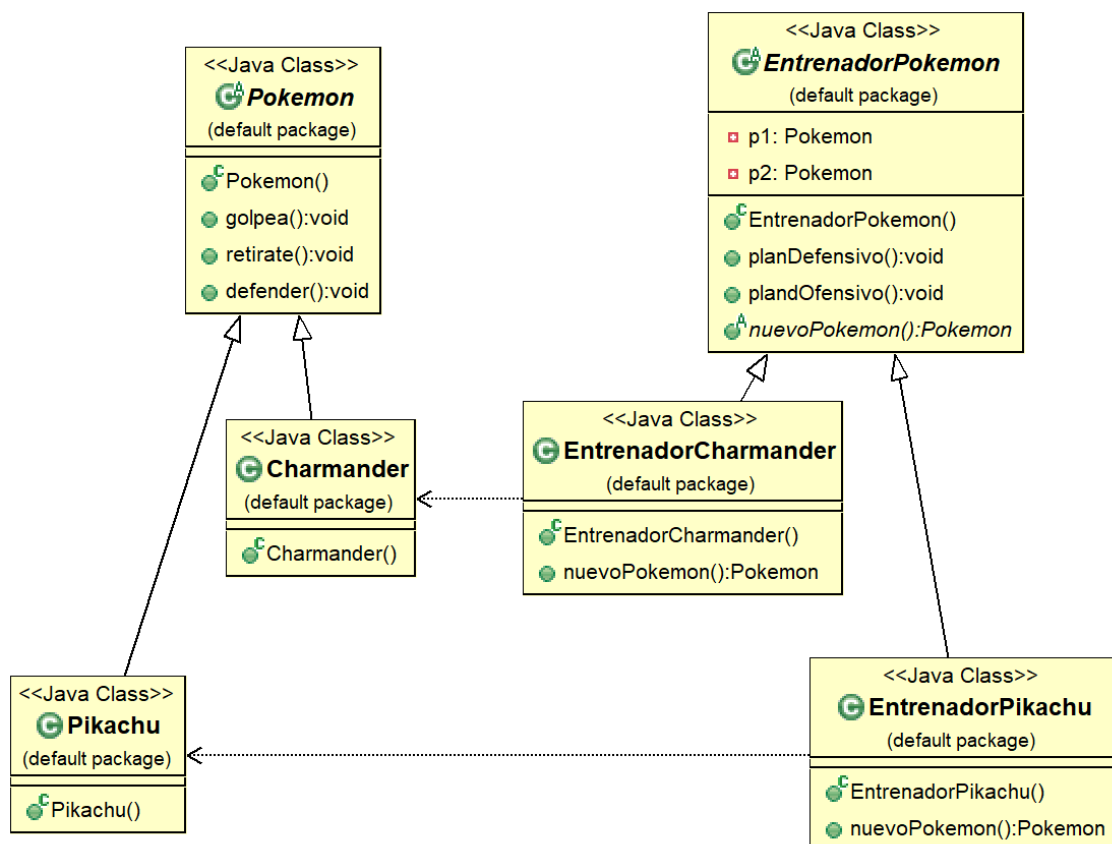 <<Java Class>>
Pokemon
(default package)
Pokemon()
golpea():void
retirate():void
defender():void
<<Java Class>>
EntrenadorPokemon
(default package)
p1: Pokemon
p2: Pokemon
EntrenadorPokemon()
planDefensivo():void
plandOfensivo():void
nuevoPokemon():Pokemon
<<Java Class>>
Charmander
(default package)
Charmander()
<<Java Class>>
EntrenadorCharmander
(default package)
EntrenadorCharmander()
nuevoPokemon():Pokemon
<<Java Class>>
Pikachu
(default package)
Pikachu()
<<Java Class>>
EntrenadorPikachu
(default package)
EntrenadorPikachu()
nuevoPokemon():Pokemon